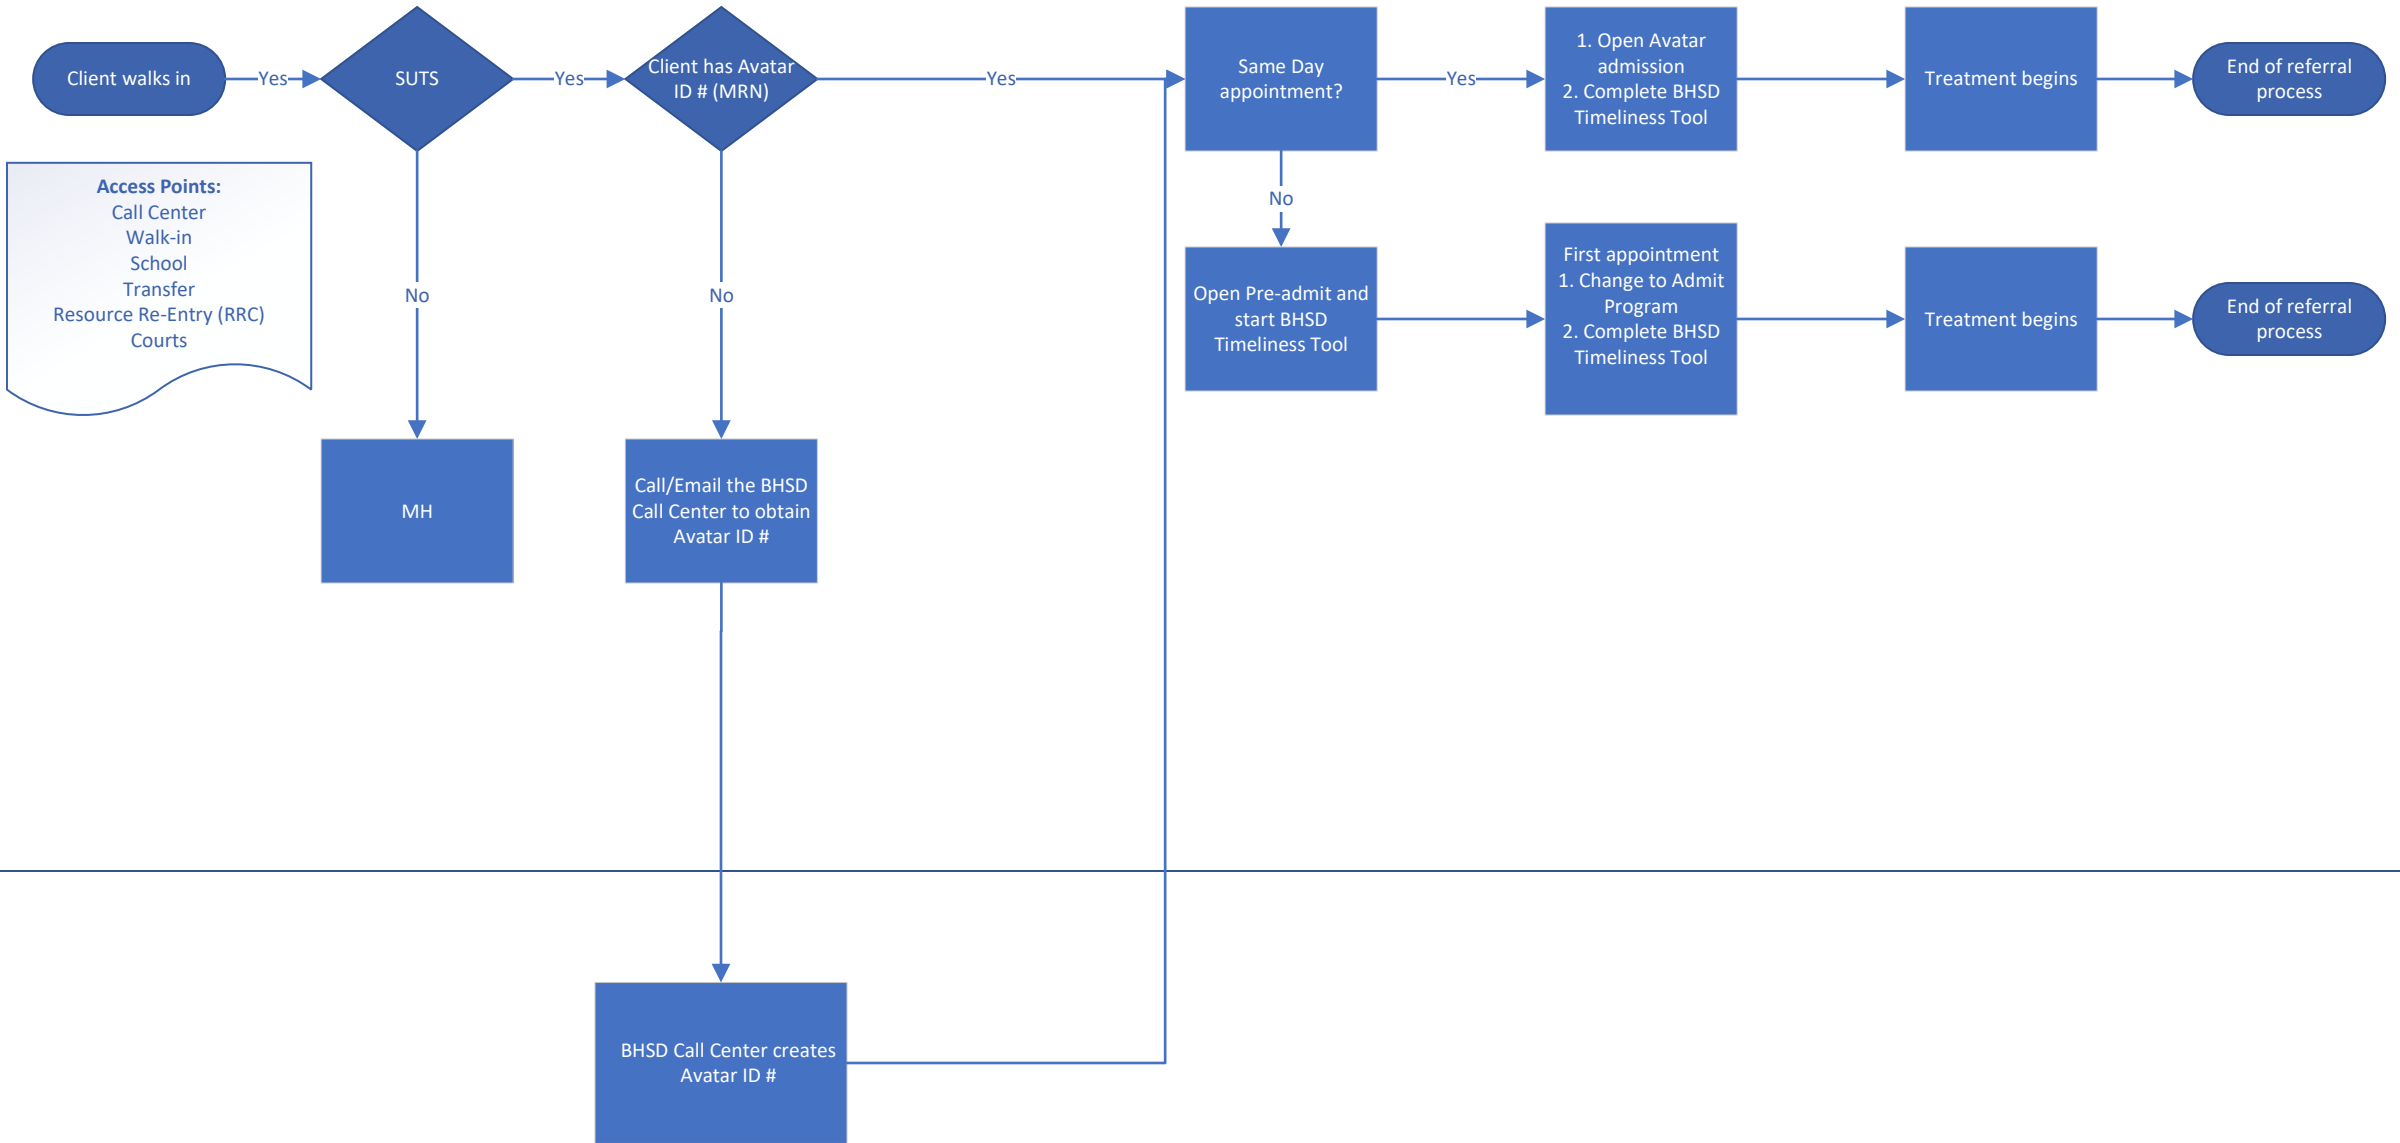 Client walks in
Yes
SUTS
Yes
Client has Avatar
ID # (MRN)
Yes
Same Day
appointment?
Yes
1. Open Avatar
admission
2. Complete BHSD
Timeliness Tool
Treatment begins
End of referral
process
Access Points:
Call Center
Walk-in
School
Transfer
Resource Re-Entry (RRC)
Courts
No
No
No
Open Pre-admit and
start BHSD
Timeliness Tool
First appointment
1. Change to Admit
Program
2. Complete BHSD
Timeliness Tool
Treatment begins
End of referral
process
MH
Call/Email the BHSD
Call Center to obtain
Avatar ID #
BHSD Call Center creates
Avatar ID #